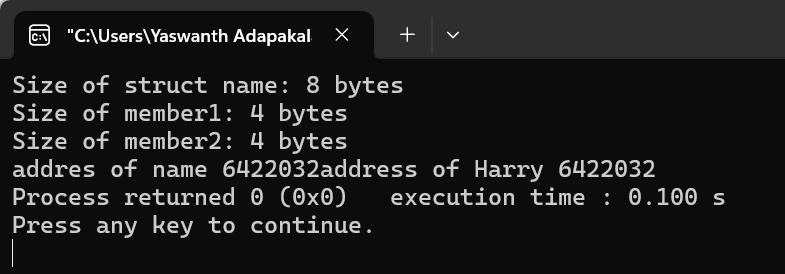 "C:\Users\Yaswanth Adapakal
Size of struct name: 8 bytes
Size of member1: 4 bytes
Size of member2: 4 bytes
addres of name 6422032address of Harry 6422032
Process returned 0 (0x0)   execution time : 0.100 s
Press any key to continue.